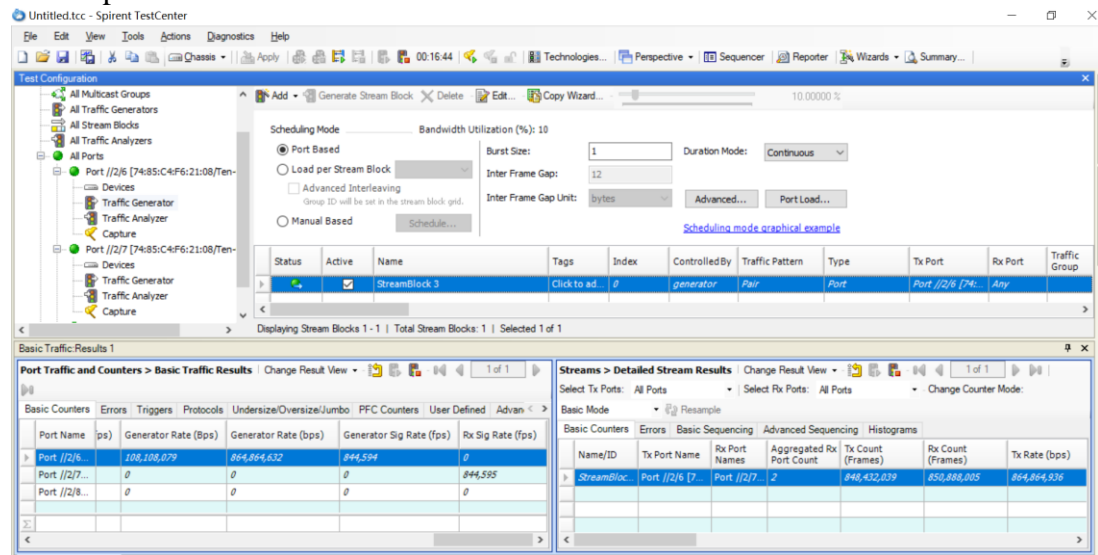 Untitled.tcc - Spirent TestCenter
File Edit View Tools Actions Diagnostics Help
Chassis Apply 00:16:44 Technologies... Perspective Sequencer Reporter Wizards Summary...
Test Configuration
All Multicast Groups
All Traffic Generators
All Stream Blocks
All Traffic Analyzers
All Ports
Port //2/6 [74:85:C4:F6:21:08/Ten-
Devices
Traffic Generator
Traffic Analyzer
Capture
Port //2/7 [74:85:C4:F6:21:08/Ten-
Devices
Traffic Generator
Traffic Analyzer
Capture
Add Generate Stream Block Delete Edit... Copy Wizard... 10.00000 %
Scheduling Mode Bandwidth Utilization (%): 10
Port Based Burst Size: 1 Duration Mode: Continuous
Load per Stream Block Inter Frame Gap: 12
Advanced Interleaving
Group ID will be set in the stream block grid.
Inter Frame Gap Unit: bytes Advanced... Port Load...
Manual Based Schedule...
Scheduling mode graphical example
Status Active Name Tags Index Controlled By Traffic Pattern Type Tx Port Rx Port Traffic Group
StreamBlock 3 Click to ad... 0 generator Pair Port Port //2/6 [74:... Any
Displaying Stream Blocks 1 - 1 | Total Stream Blocks: 1 | Selected 1 of 1
Basic Traffic:Results 1
Port Traffic and Counters > Basic Traffic Results Change Result View 1 of 1
Basic Counters Errors Triggers Protocols Undersize/Oversize/Jumbo PFC Counters User Defined Advan
Port Name ps) Generator Rate (Bps) Generator Rate (bps) Generator Sig Rate (fps) Rx Sig Rate (fps)
Port //2/6... 108,108,079 864,864,632 844,594 0
Port //2/7... 0 0 0 844,595
Port //2/8... 0 0 0 0
Streams > Detailed Stream Results Change Result View 1 of 1
Select Tx Ports: All Ports Select Rx Ports: All Ports Change Counter Mode:
Basic Mode Resample
Basic Counters Errors Basic Sequencing Advanced Sequencing Histograms
Name/ID Tx Port Name Rx Port Names Aggregated Rx Port Count Tx Count (Frames) Rx Count (Frames) Tx Rate (bps)
StreamBloc... Port //2/6 [7... Port //2/7... 2 848,432,039 850,888,005 864,864,936